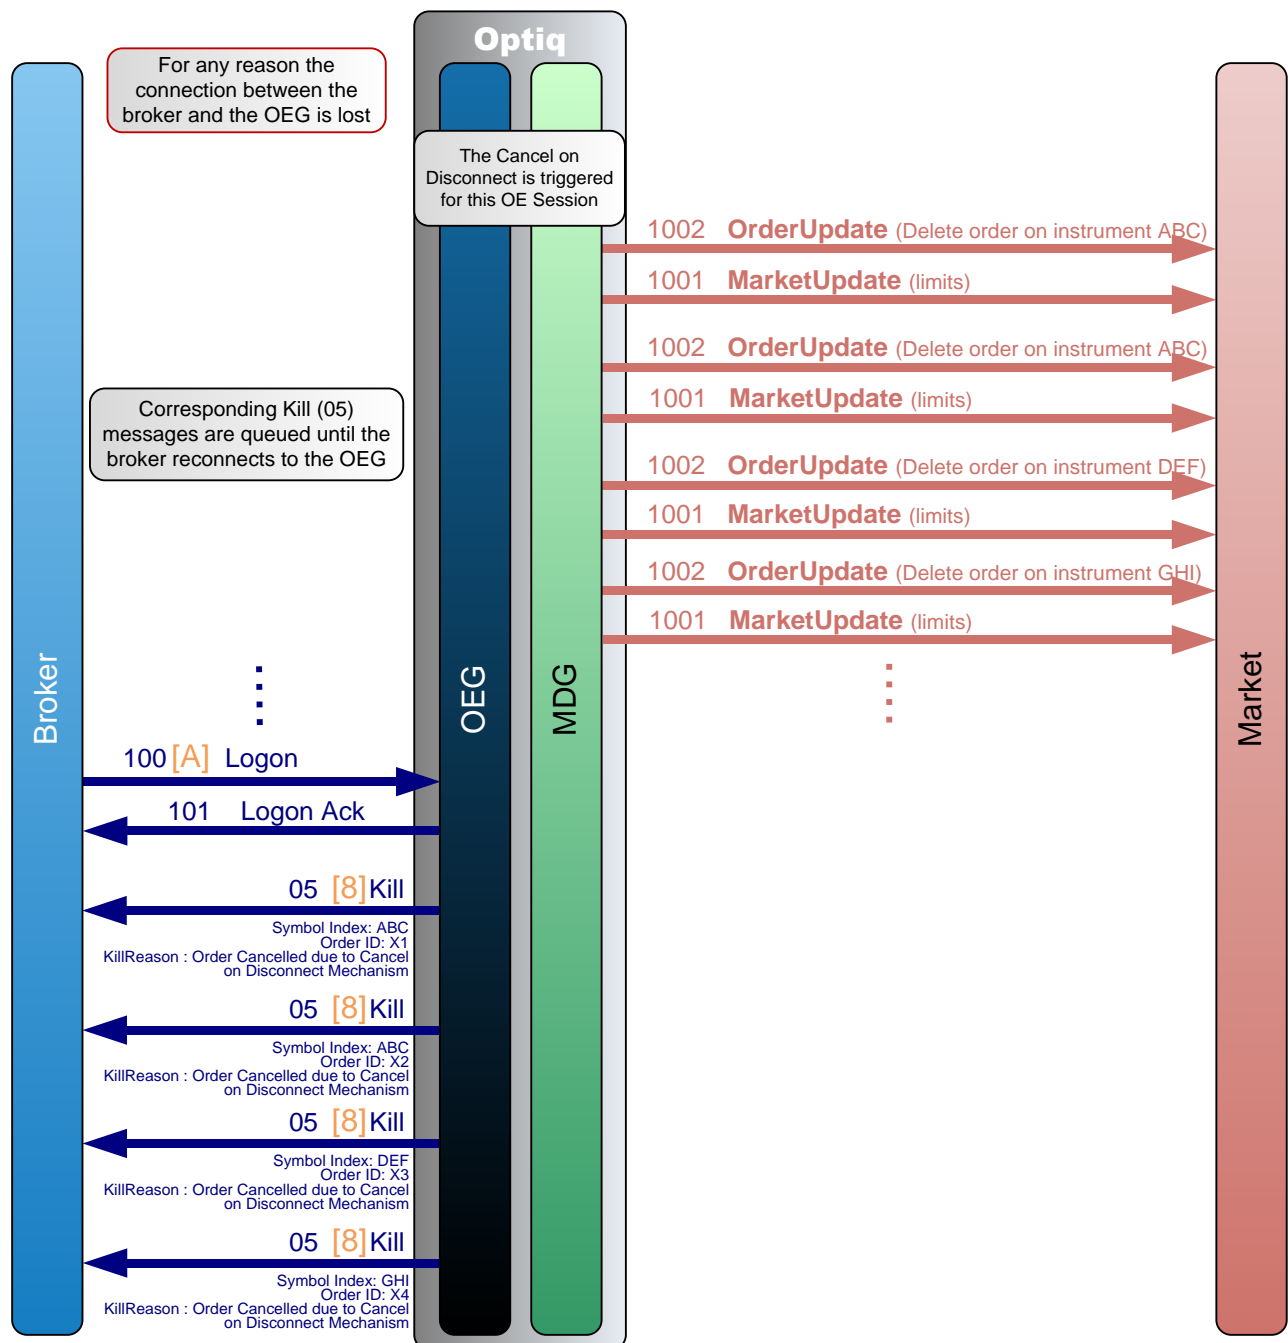 Optiq
For any reason the
connection between the
broker and the OEG is lost
The Cancel on
Disconnect is triggered
for this OE Session
1002 OrderUpdate (Delete order on instrument ABC)
1001 MarketUpdate (limits)
1002 OrderUpdate (Delete order on instrument ABC)
1001 MarketUpdate (limits)
Corresponding Kill (05)
messages are queued until the
broker reconnects to the OEG
1002 OrderUpdate (Delete order on instrument DEF)
1001 MarketUpdate (limits)
1002 OrderUpdate (Delete order on instrument GHI)
1001 MarketUpdate (limits)
Broker
OEG
MDG
Market
100 [A] Logon
101 Logon Ack
05 [8] Kill
Symbol Index: ABC
Order ID: X1
KillReason : Order Cancelled due to Cancel
on Disconnect Mechanism
05 [8] Kill
Symbol Index: ABC
Order ID: X2
KillReason : Order Cancelled due to Cancel
on Disconnect Mechanism
05 [8] Kill
Symbol Index: DEF
Order ID: X3
KillReason : Order Cancelled due to Cancel
on Disconnect Mechanism
05 [8] Kill
Symbol Index: GHI
Order ID: X4
KillReason : Order Cancelled due to Cancel
on Disconnect Mechanism